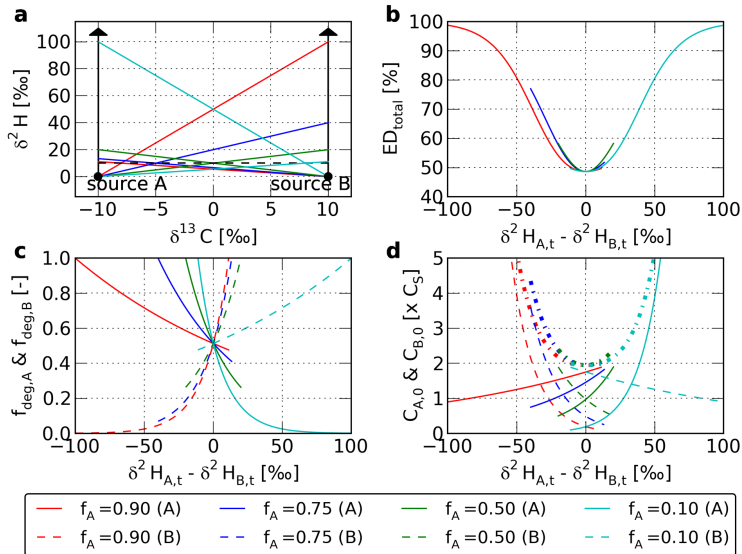 a
100
80
60
40
20
0
δ² H [‰]
source A
source B
−10 −5 0 5 10
δ¹³ C [‰]
b
100
90
80
70
60
50
40
ED_total [%]
−100 −50 0 50 100
δ² H_A,t - δ² H_B,t [‰]
c
1.0
0.8
0.6
0.4
0.2
0.0
f_deg,A & f_deg,B [-]
−100 −50 0 50 100
δ² H_A,t - δ² H_B,t [‰]
d
5
4
3
2
1
0
C_A,0 & C_B,0 [x C_S]
−100 −50 0 50 100
δ² H_A,t - δ² H_B,t [‰]
f_A =0.90 (A) f_A =0.75 (A) f_A =0.50 (A) f_A =0.10 (A)
f_A =0.90 (B) f_A =0.75 (B) f_A =0.50 (B) f_A =0.10 (B)